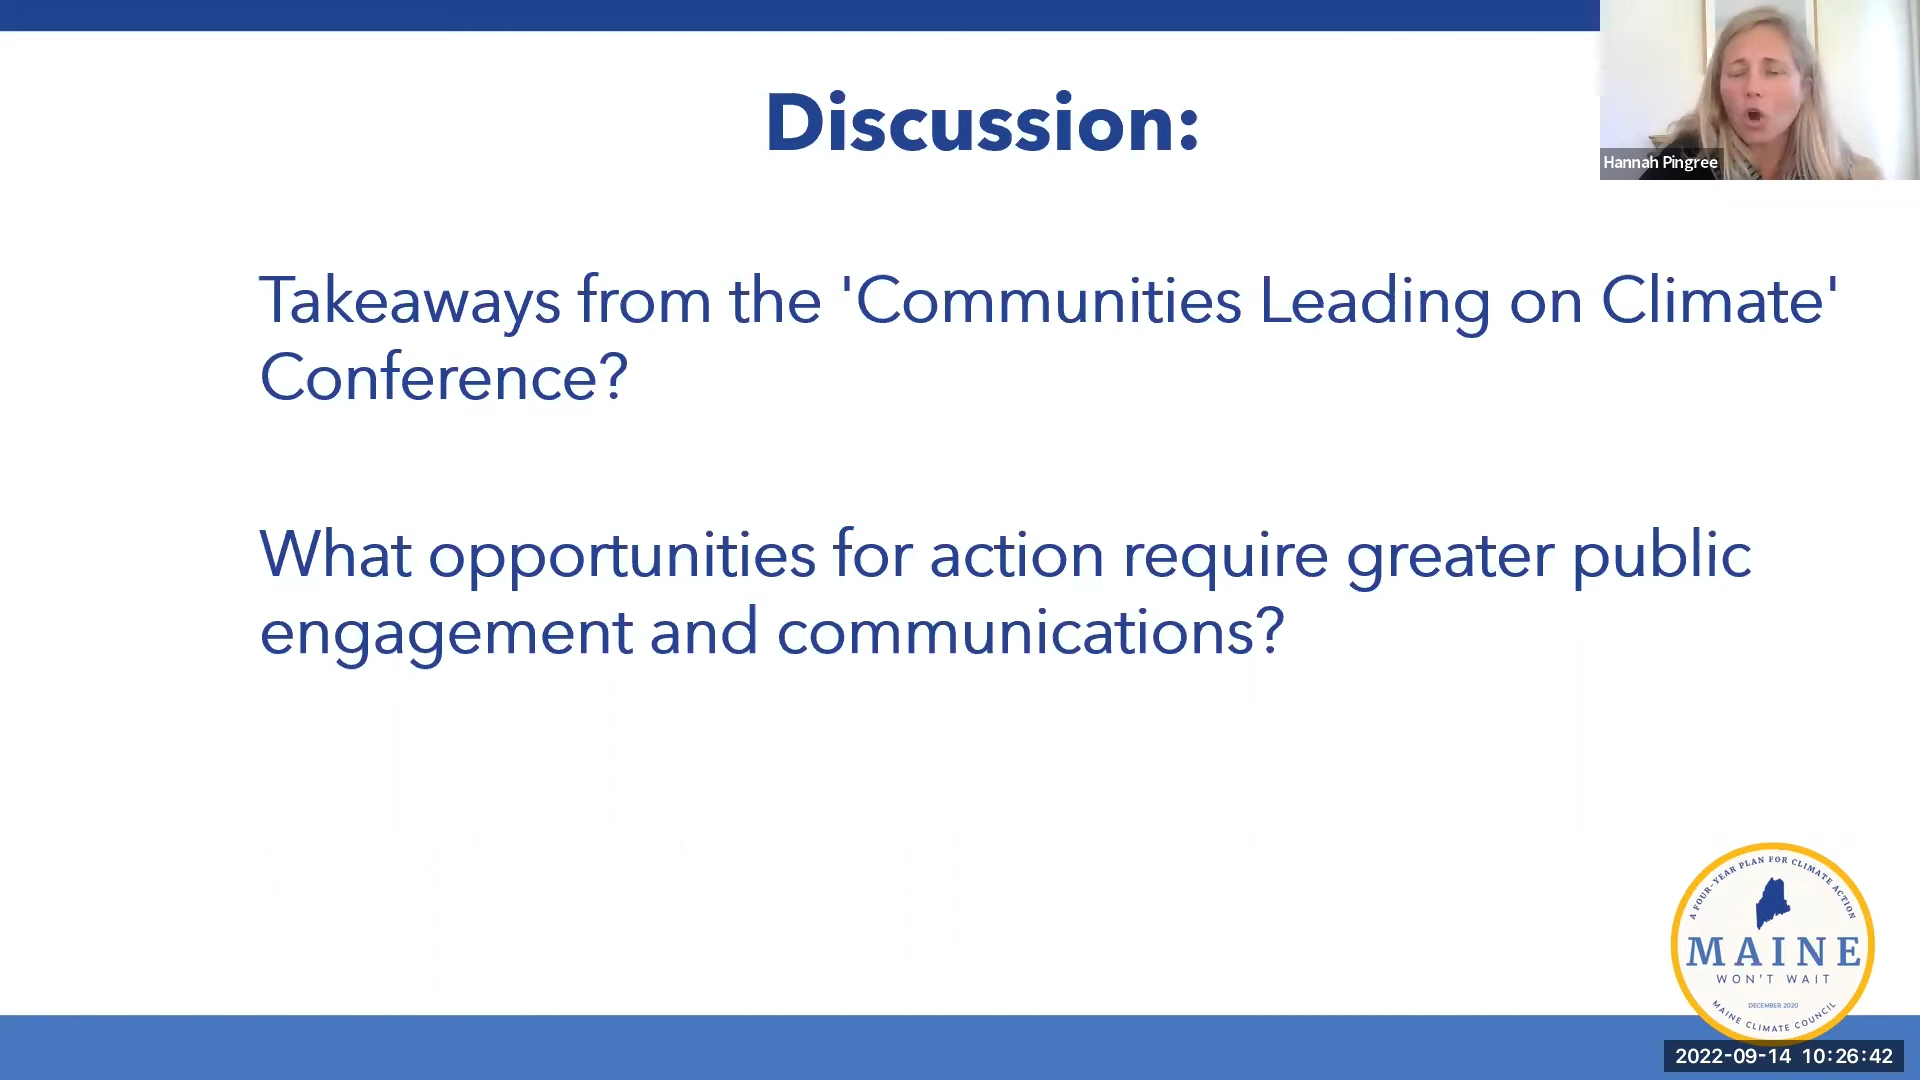 Discussion:
Hannah Pingree
Takeaways from the 'Communities Leading on Climate'
Conference?
What opportunities for action require greater public
engagement and communications?
A FOUR-YEAR PLAN FOR CLIMATE ACTION
MAINE
WON'T WAIT
DECEMBER 2020
MAINE CLIMATE COUNCIL
2022-09-14 10:26:42